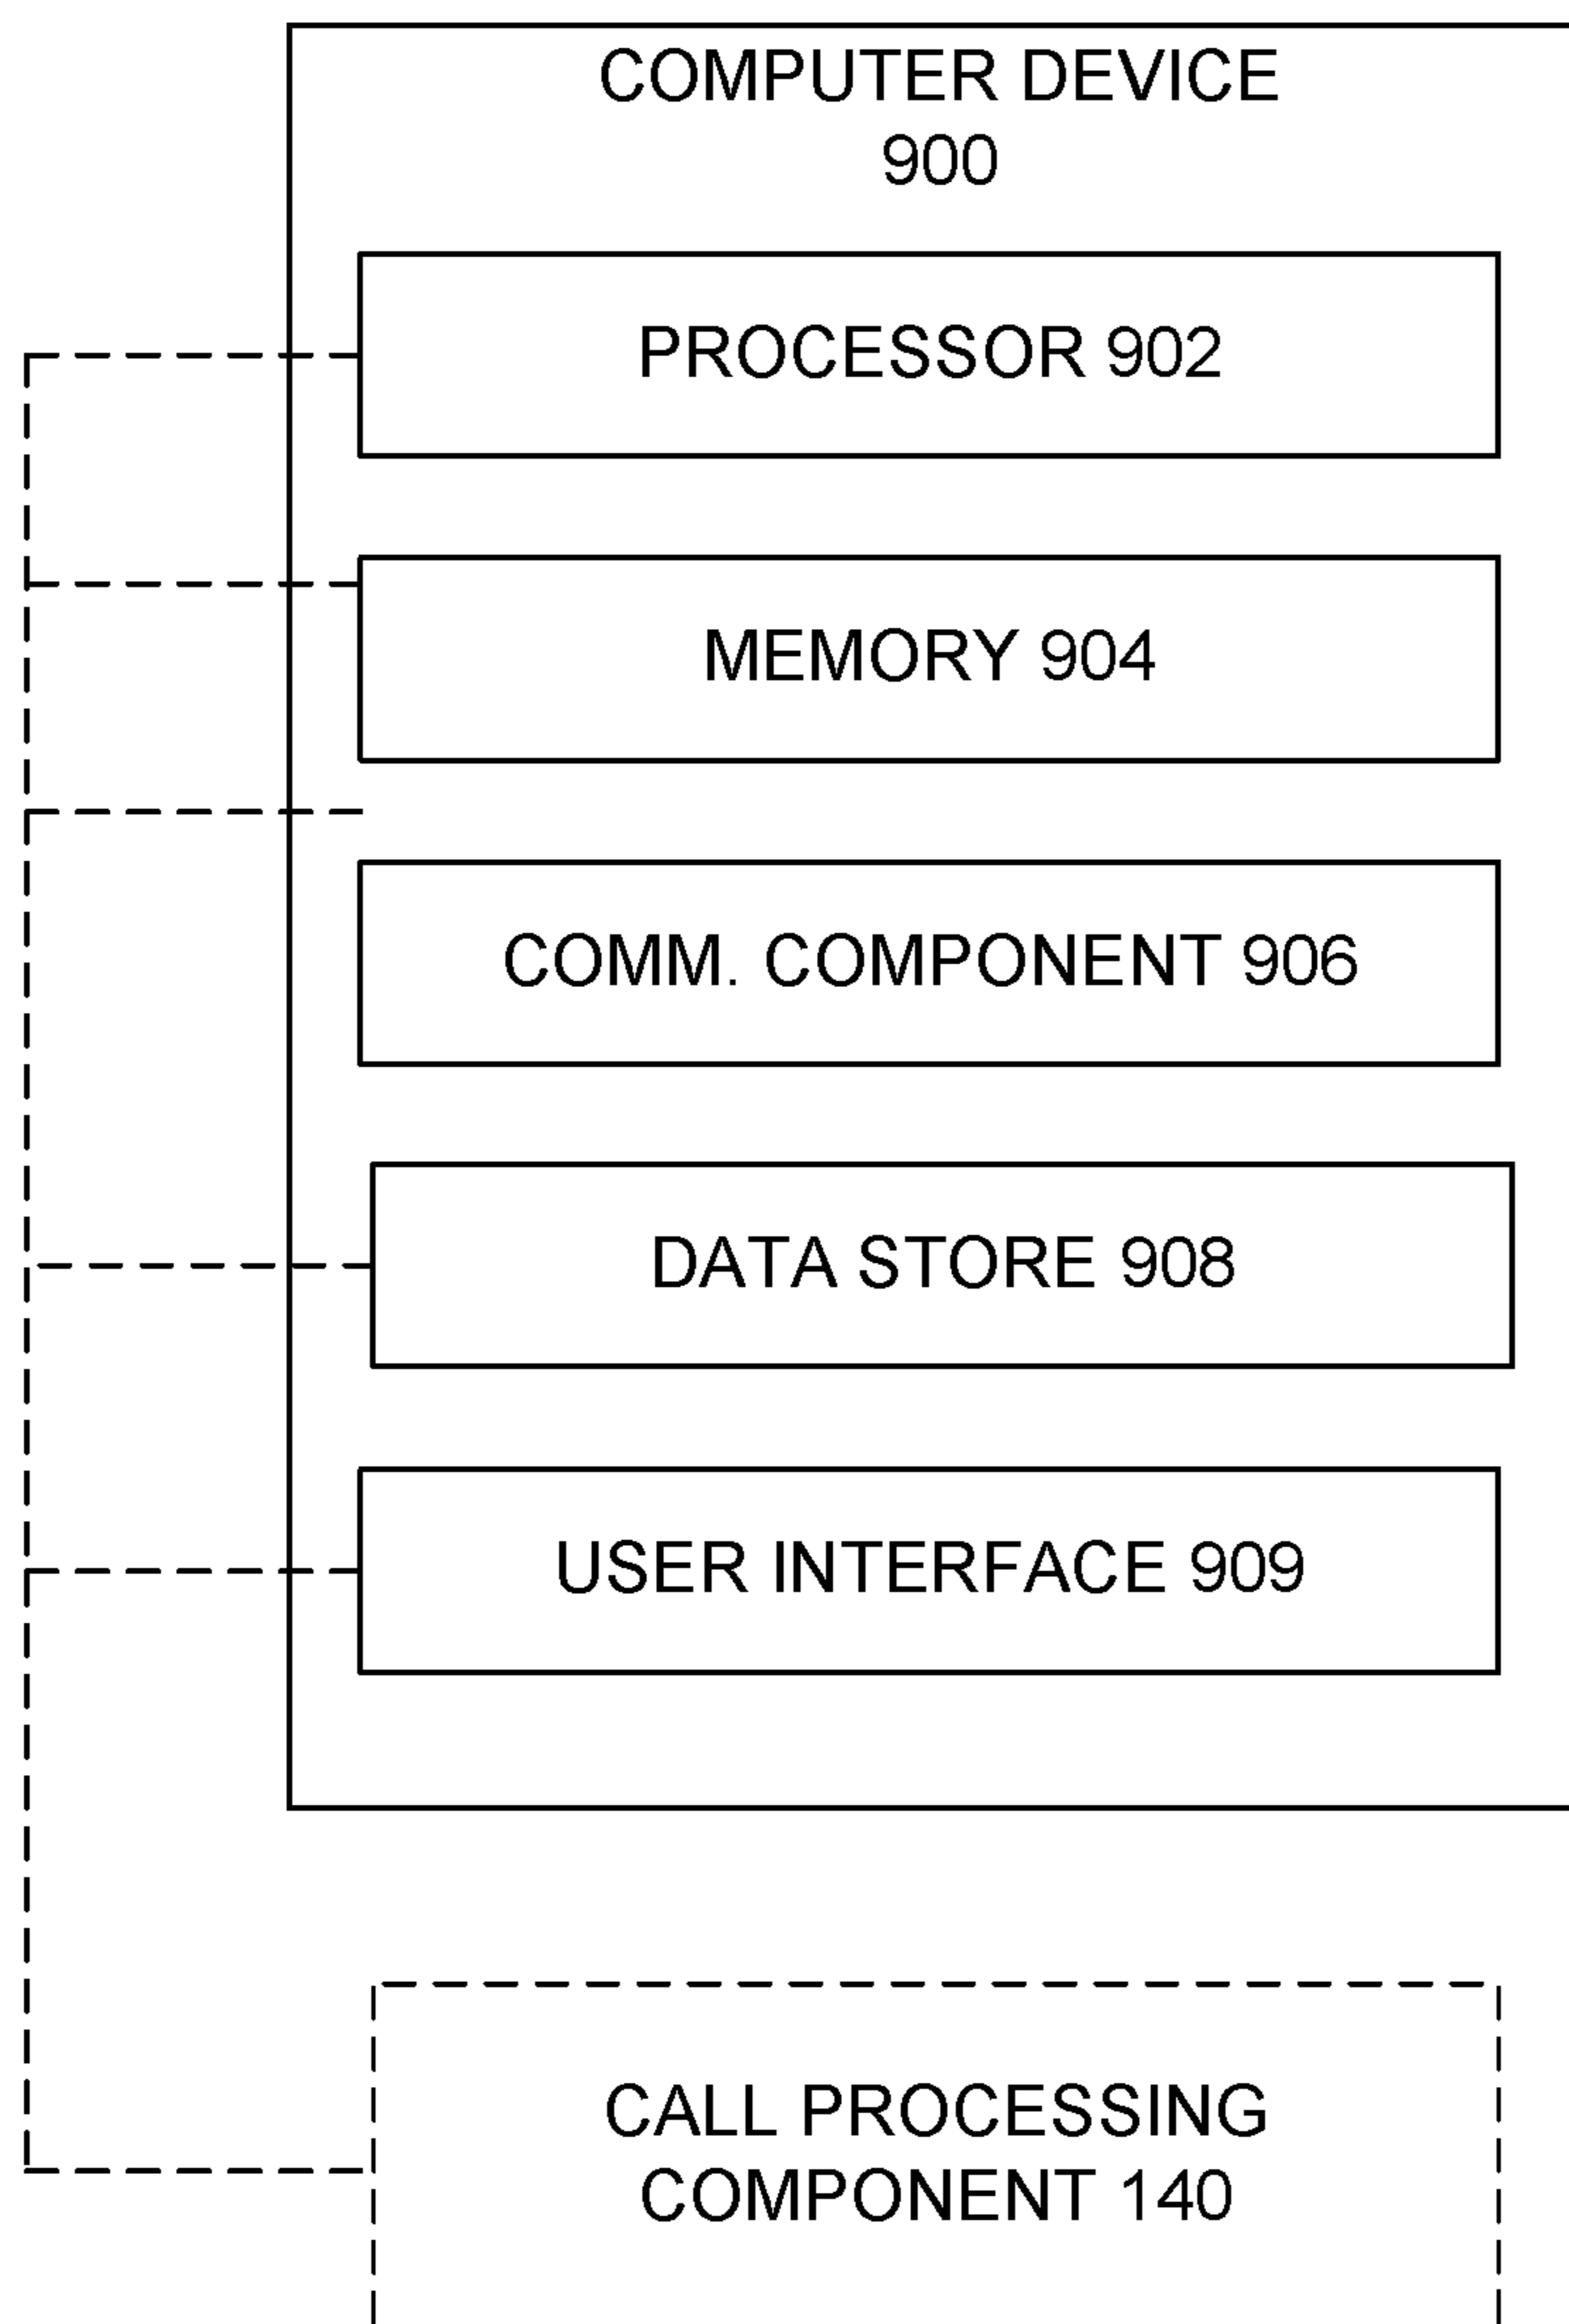 COMPUTER DEVICE
900
PROCESSOR 902
MEMORY 904
COMM. COMPONENT 906
DATA STORE 908
USER INTERFACE 909
CALL PROCESSING
COMPONENT 140